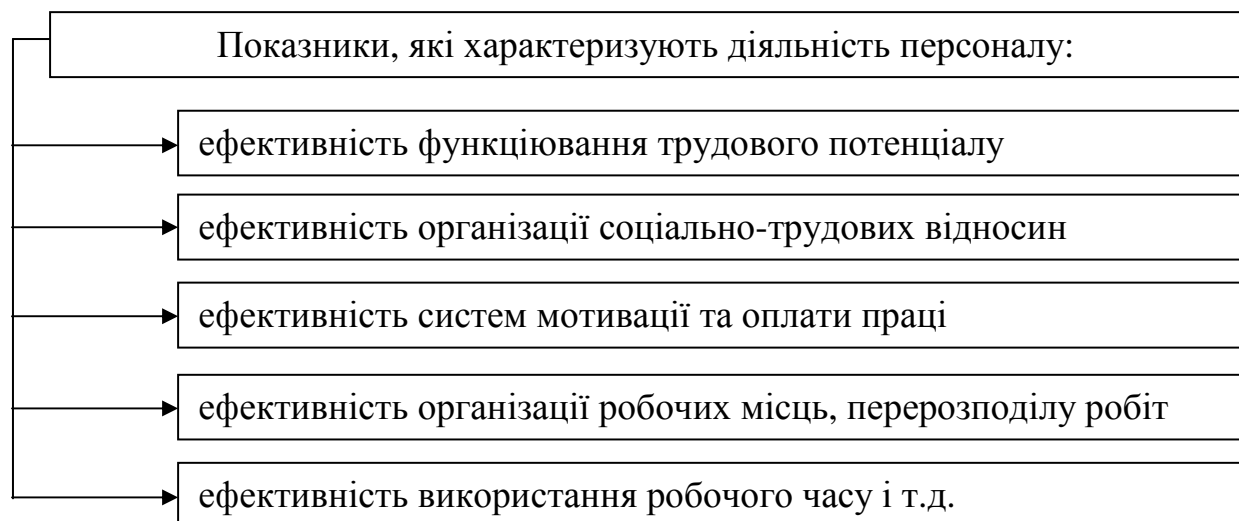 Показники, які характеризують діяльність персоналу:
ефективність функціювання трудового потенціалу
ефективність організації соціально-трудових відносин
ефективність систем мотивації та оплати праці
ефективність організації робочих місць, перерозподілу робіт
ефективність використання робочого часу і т.д.